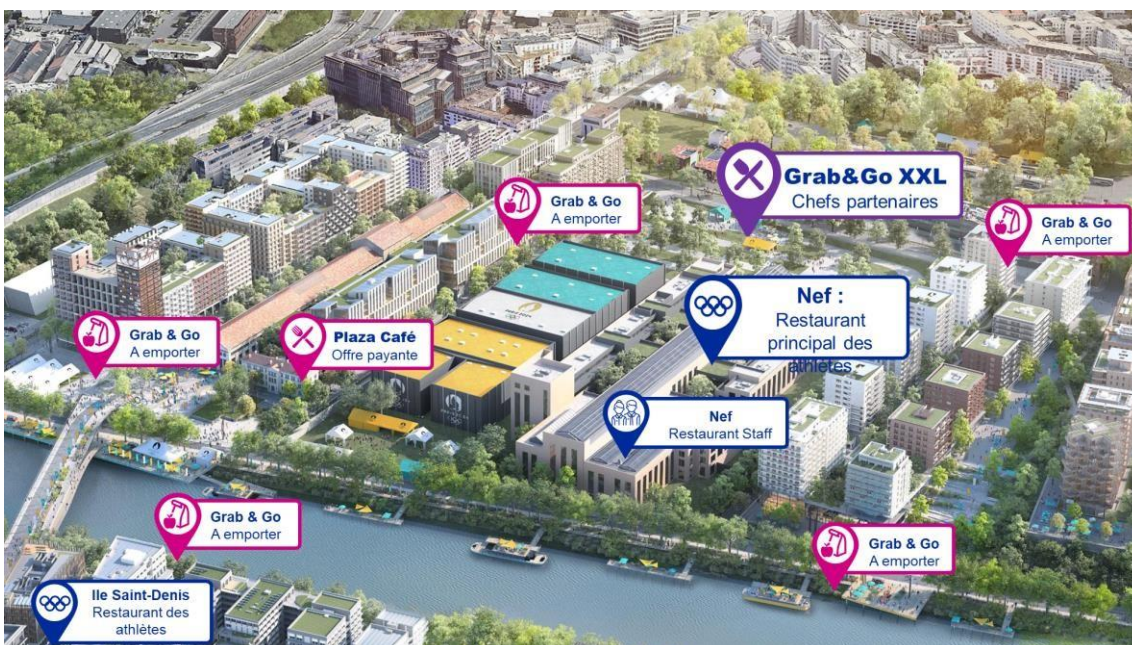 Grab&Go XXL
Chefs partenaires
Grab & Go
A emporter
Grab & Go
A emporter
Nef :
Restaurant
principal des
athlètes
Grab & Go
A emporter
Plaza Café
Offre payante
Nef
Restaurant Staff
Grab & Go
A emporter
Grab & Go
A emporter
Ile Saint-Denis
Restaurant des
athlètes